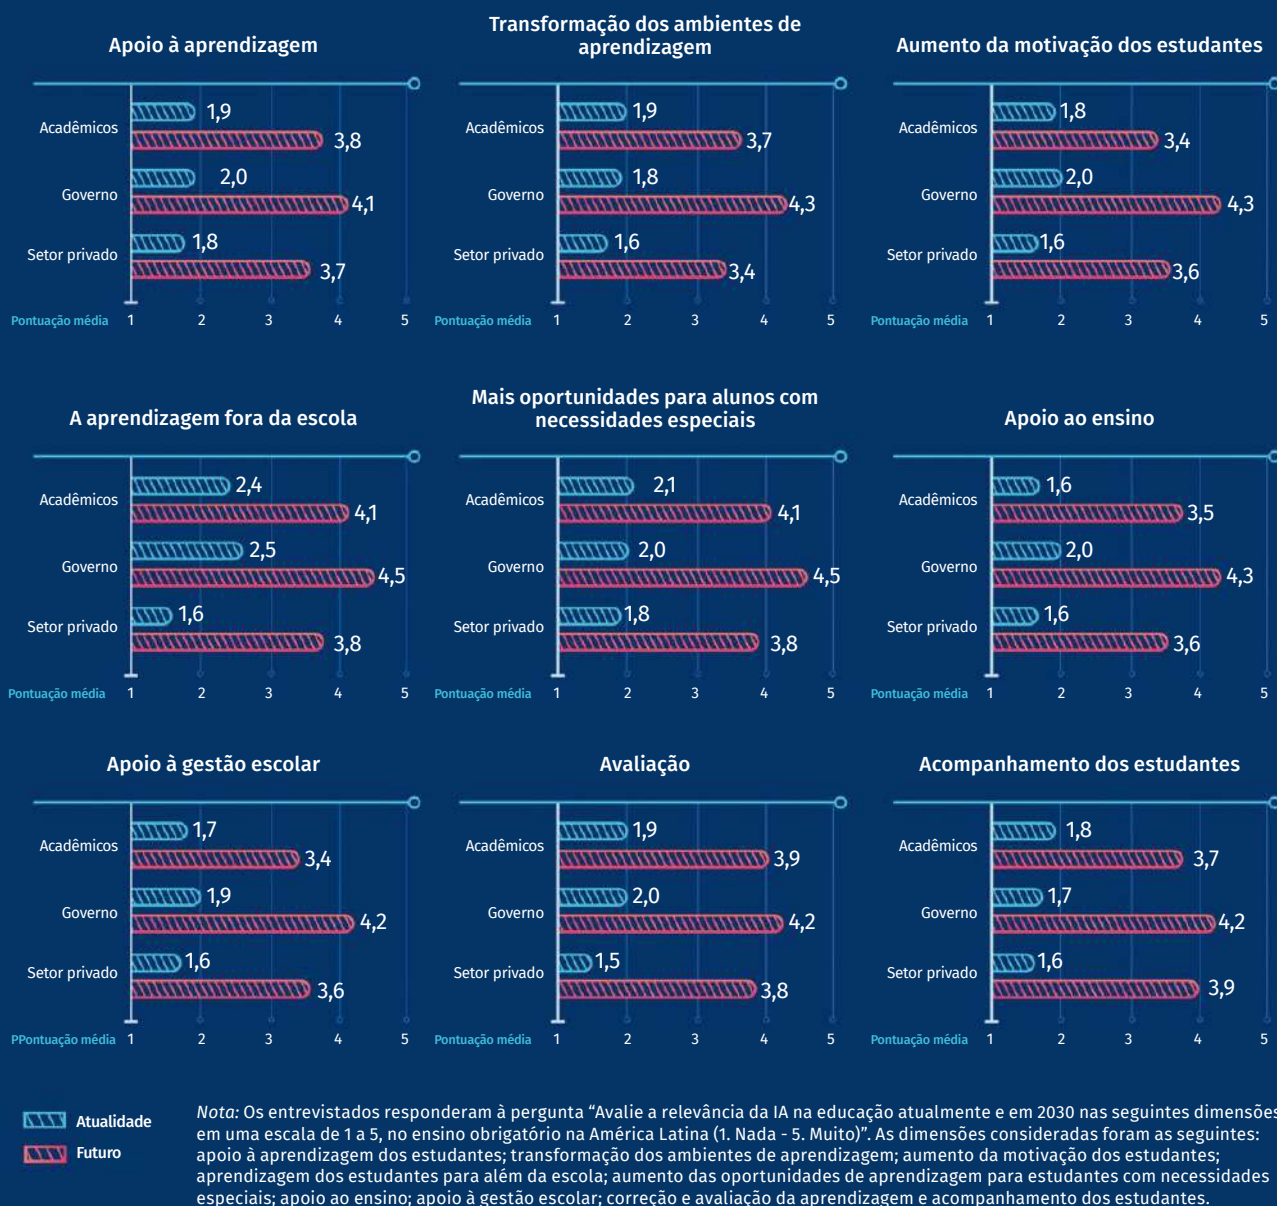 Apoio à aprendizagem
Acadêmicos
1,9
3,8
Governo
2,0
4,1
Setor privado
1,8
3,7
Pontuação média 1 2 3 4 5
Transformação dos ambientes de
aprendizagem
Acadêmicos
1,9
3,7
Governo
1,8
4,3
Setor privado
1,6
3,4
Pontuação média 1 2 3 4 5
Aumento da motivação dos estudantes
Acadêmicos
1,8
3,4
Governo
2,0
4,3
Setor privado
1,6
3,6
Pontuação média 1 2 3 4 5
A aprendizagem fora da escola
Acadêmicos
2,4
4,1
Governo
2,5
4,5
Setor privado
1,6
3,8
Pontuação média 1 2 3 4 5
Mais oportunidades para alunos com
necessidades especiais
Acadêmicos
2,1
4,1
Governo
2,0
4,5
Setor privado
1,8
3,8
Pontuação média 1 2 3 4 5
Apoio ao ensino
Acadêmicos
1,6
3,5
Governo
2,0
4,3
Setor privado
1,6
3,6
Pontuação média 1 2 3 4 5
Apoio à gestão escolar
Acadêmicos
1,7
3,4
Governo
1,9
4,2
Setor privado
1,6
3,6
PPontuação média 1 2 3 4 5
Avaliação
Acadêmicos
1,9
3,9
Governo
2,0
4,2
Setor privado
1,5
3,8
Pontuação média 1 2 3 4 5
Acompanhamento dos estudantes
Acadêmicos
1,8
3,7
Governo
1,7
4,2
Setor privado
1,6
3,9
Pontuação média 1 2 3 4 5
Atualidade
Futuro
Nota: Os entrevistados responderam à pergunta “Avalie a relevância da IA na educação atualmente e em 2030 nas seguintes dimensões
em uma escala de 1 a 5, no ensino obrigatório na América Latina (1. Nada - 5. Muito)”. As dimensões consideradas foram as seguintes:
apoio à aprendizagem dos estudantes; transformação dos ambientes de aprendizagem; aumento da motivação dos estudantes;
aprendizagem dos estudantes para além da escola; aumento das oportunidades de aprendizagem para estudantes com necessidades
especiais; apoio ao ensino; apoio à gestão escolar; correção e avaliação da aprendizagem e acompanhamento dos estudantes.